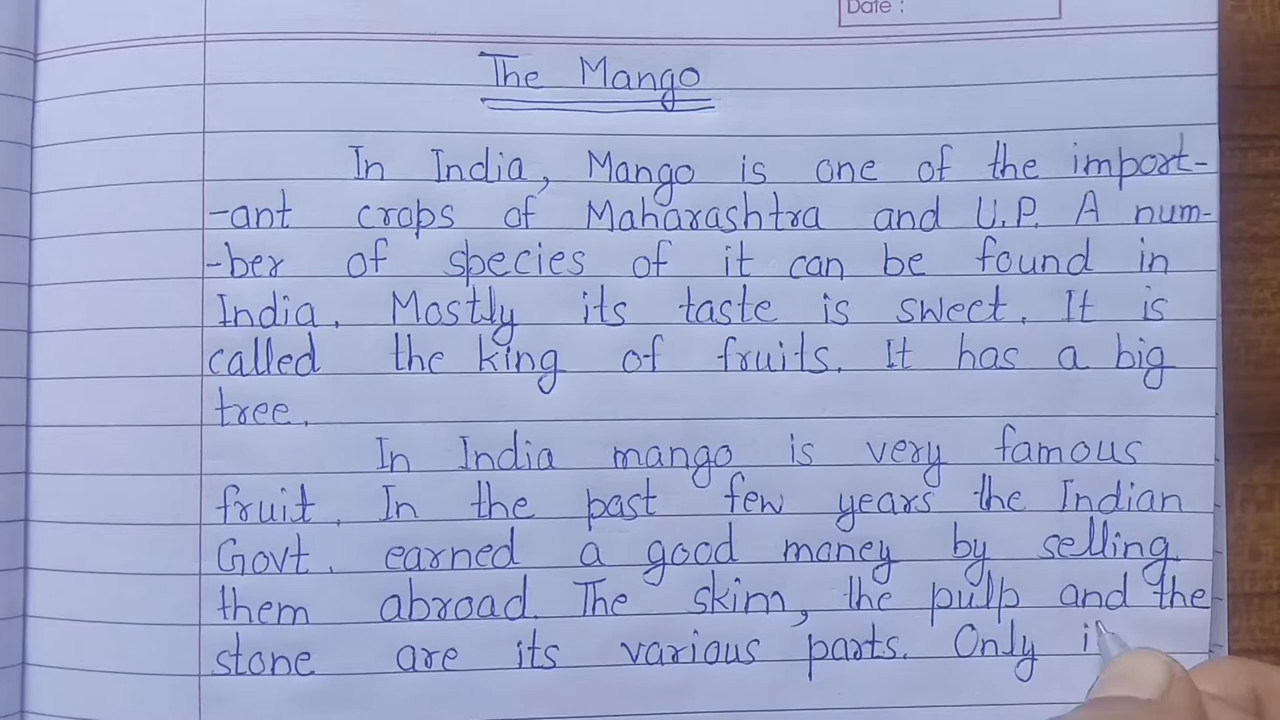 Date :
The Mango
In India, Mango is one of the import-
-ant crops of Maharashtra and U.P. A num-
-ber of species of it can be found in
India. Mostly its taste is sweet. It is
called the king of fruits. It has a big
tree.
In India mango is very famous
fruit. In the past few years the Indian
Govt. earned a good money by selling
them abroad. The skim, the pulp and the
stone are its various parts. Only i